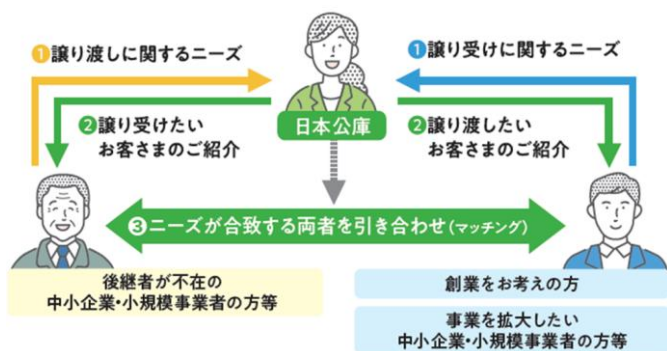 ❶譲り渡しに関するニーズ
❶譲り受けに関するニーズ
日本公庫
❷譲り受けたい
お客さまのご紹介
❷譲り渡したい
お客さまのご紹介
❸ニーズが合致する両者を引き合わせ(マッチング)
後継者が不在の
中小企業・小規模事業者の方等
創業をお考えの方
事業を拡大したい
中小企業・小規模事業者の方等